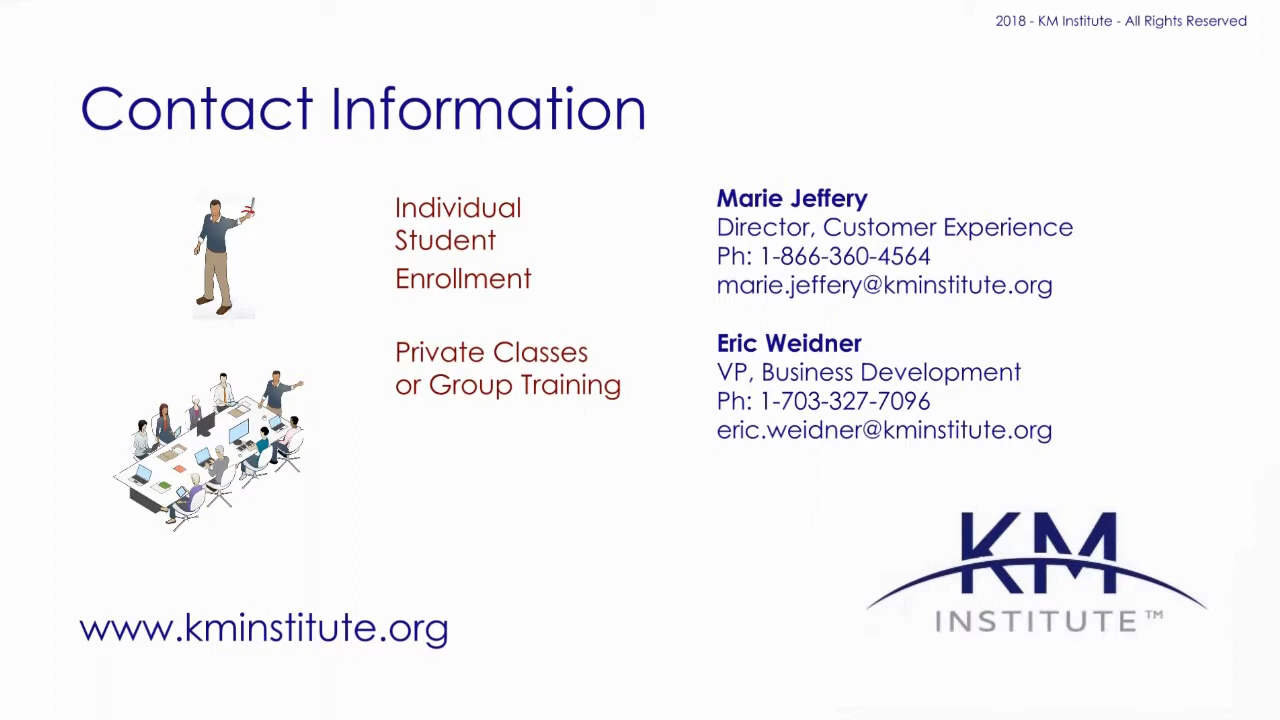 2018 - KM Institute - All Rights Reserved
Contact Information
Individual
Student
Enrollment
Marie Jeffery
Director, Customer Experience
Ph: 1-866-360-4564
marie.jeffery@kminstitute.org
Private Classes
or Group Training
Eric Weidner
VP, Business Development
Ph: 1-703-327-7096
eric.weidner@kminstitute.org
KM
INSTITUTE™
www.kminstitute.org